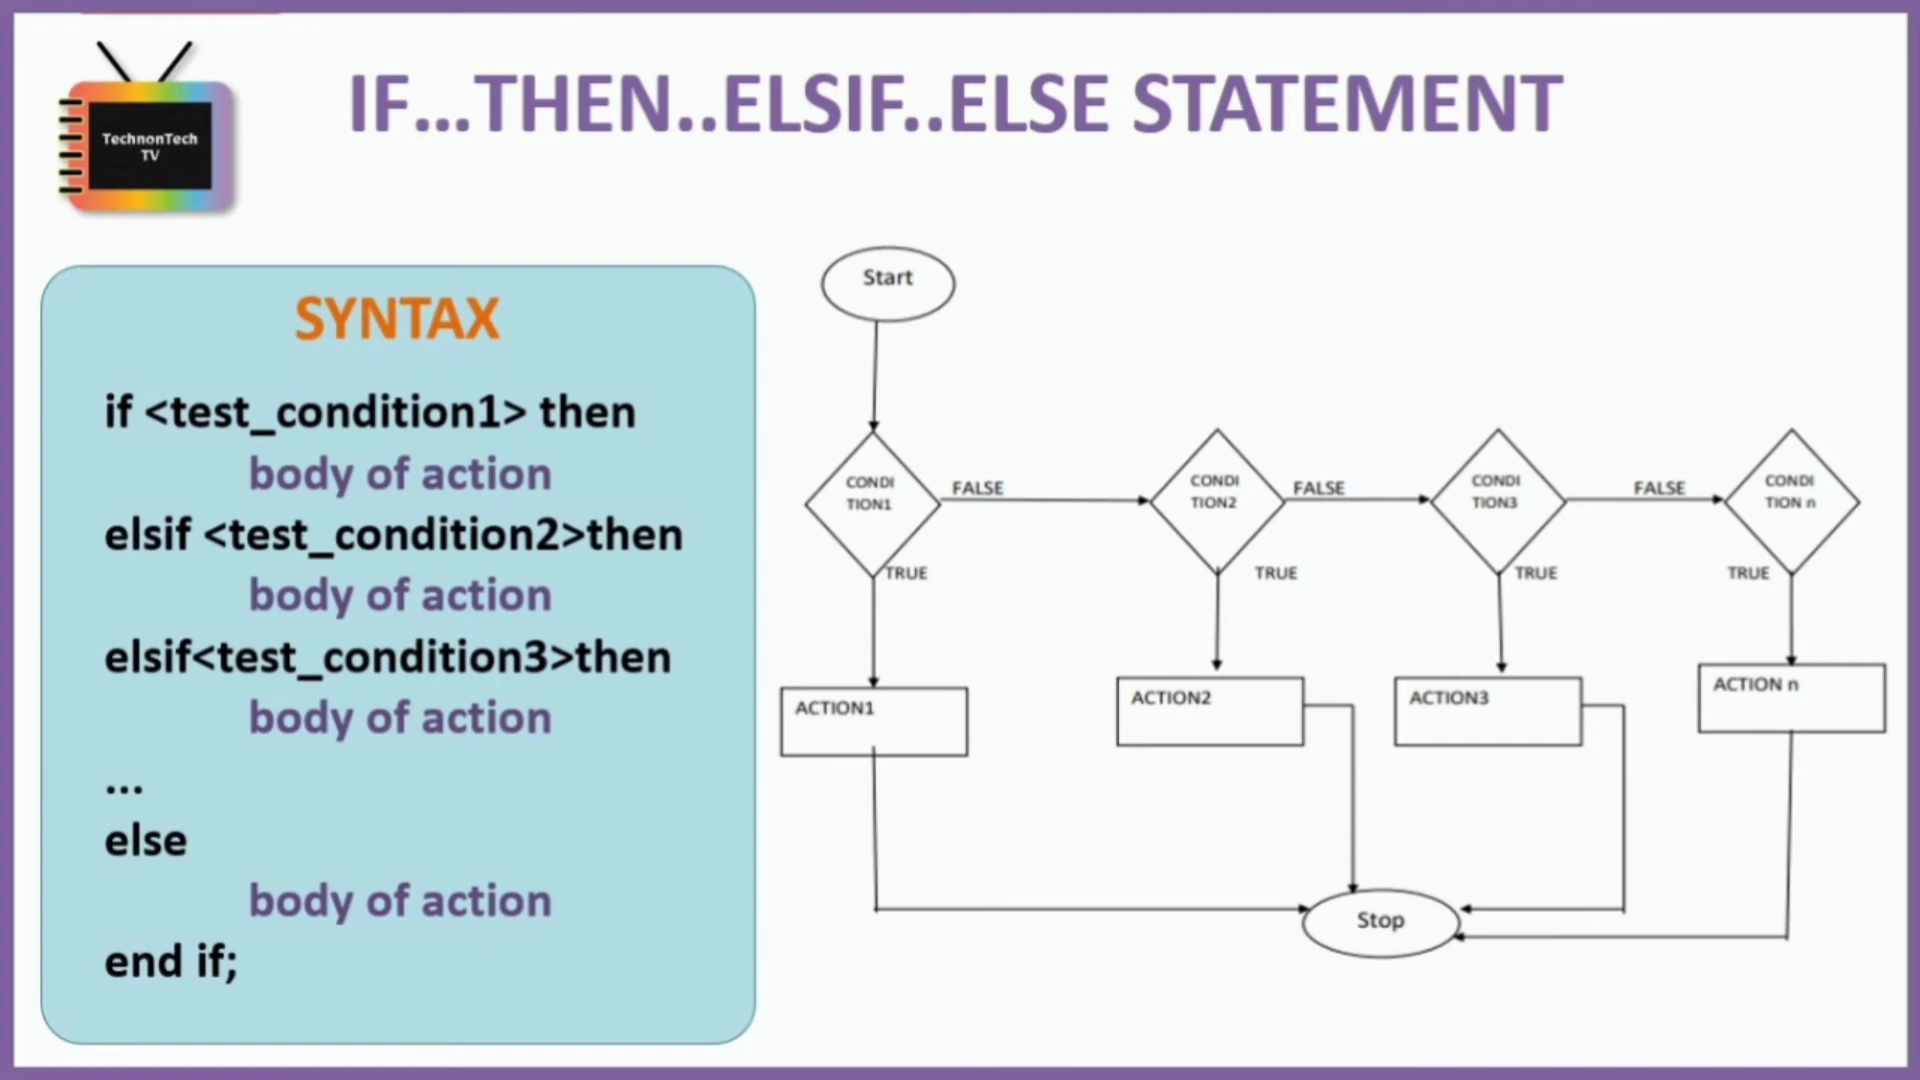 TechnonTech
TV
IF...THEN..ELSIF..ELSE STATEMENT
SYNTAX
if <test_condition1> then
body of action
elsif <test_condition2>then
body of action
elsif<test_condition3>then
body of action
...
else
body of action
end if;
Start
CONDI
TION1
FALSE
CONDI
TION2
FALSE
CONDI
TION3
FALSE
CONDI
TION n
TRUE
TRUE
TRUE
TRUE
ACTION1
ACTION2
ACTION3
ACTION n
Stop